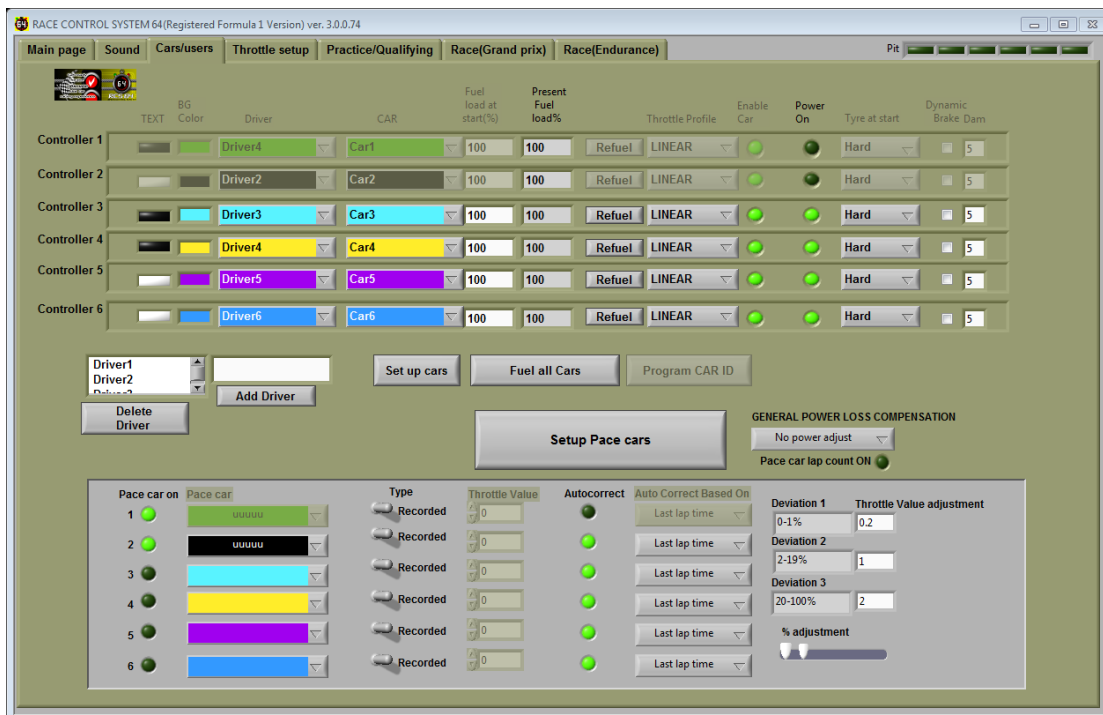 RACE CONTROL SYSTEM 64(Registered Formula 1 Version) ver. 3.0.0.74
Main page Sound Cars/users Throttle setup Practice/Qualifying Race(Grand prix) Race(Endurance) Pit
64
TEXT BG Color Driver CAR Fuel load at start(%) Present Fuel load% Throttle Profile Enable Car Power On Tyre at start Dynamic Brake Dam
Controller 1 Driver4 Car1 100 100 Refuel LINEAR Hard 5
Controller 2 Driver2 Car2 100 100 Refuel LINEAR Hard 5
Controller 3 Driver3 Car3 100 100 Refuel LINEAR Hard 5
Controller 4 Driver4 Car4 100 100 Refuel LINEAR Hard 5
Controller 5 Driver5 Car5 100 100 Refuel LINEAR Hard 5
Controller 6 Driver6 Car6 100 100 Refuel LINEAR Hard 5
Driver1
Driver2
Set up cars Fuel all Cars Program CAR ID
Add Driver
Delete Driver
Setup Pace cars
GENERAL POWER LOSS COMPENSATION
No power adjust
Pace car lap count ON
Pace car on Pace car Type Throttle Value Autocorrect Auto Correct Based On
1 uuuuu Recorded 0 Last lap time
2 uuuuu Recorded 0 Last lap time
3 Recorded 0 Last lap time
4 Recorded 0 Last lap time
5 Recorded 0 Last lap time
6 Recorded 0 Last lap time
Deviation 1 Throttle Value adjustment
0-1% 0.2
Deviation 2
2-19% 1
Deviation 3
20-100% 2
% adjustment